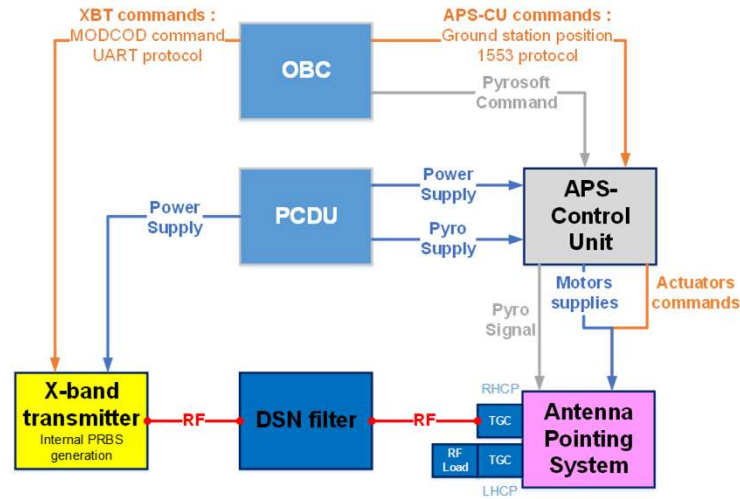 XBT commands :
MODCOD command
UART protocol
APS-CU commands :
Ground station position
1553 protocol
OBC
Pyrosoft
Command
Power
Supply
PCDU
Power
Supply
Pyro
Supply
APS-
Control
Unit
Pyro
Signal
Motors
supplies
Actuators
commands
X-band
transmitter
Internal PRBS
generation
RF
DSN filter
RF
RHCP
TGC
RF
Load
TGC
LHCP
Antenna
Pointing
System